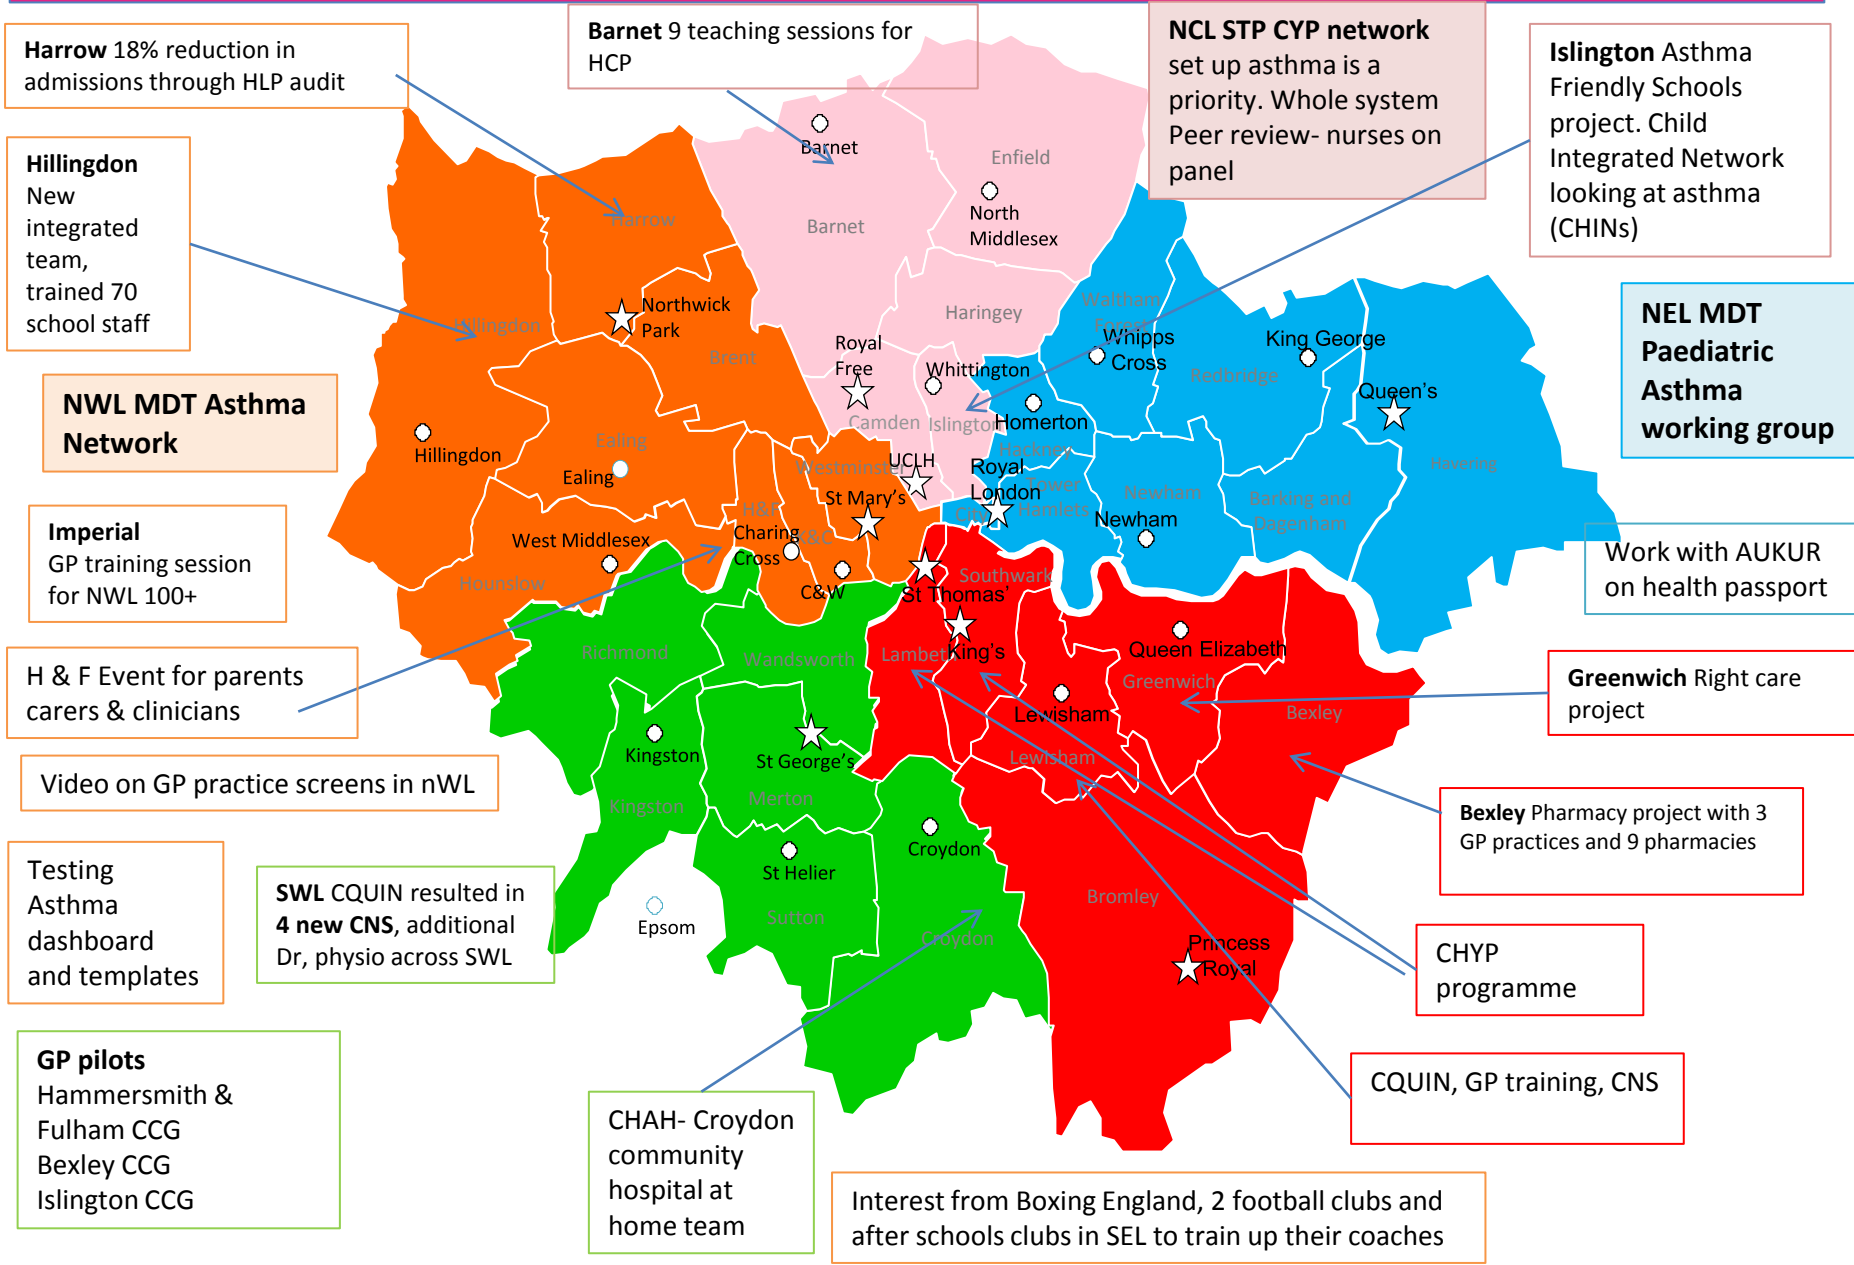 Harrow 18% reduction in
admissions through HLP audit
Barnet 9 teaching sessions for
HCP
NCL STP CYP network
set up asthma is a
priority. Whole system
Peer review- nurses on
panel
Islington Asthma
Friendly Schools
project. Child
Integrated Network
looking at asthma
(CHINs)
Hillingdon
New
integrated
team,
trained 70
school staff
NWL MDT Asthma
Network
NEL MDT
Paediatric
Asthma
working group
Imperial
GP training session
for NWL 100+
Work with AUKUR
on health passport
H & F Event for parents
carers & clinicians
Greenwich Right care
project
Video on GP practice screens in nWL
Bexley Pharmacy project with 3
GP practices and 9 pharmacies
Testing
Asthma
dashboard
and templates
SWL CQUIN resulted in
4 new CNS, additional
Dr, physio across SWL
CHYP
programme
GP pilots
Hammersmith &
Fulham CCG
Bexley CCG
Islington CCG
CHAH- Croydon
community
hospital at
home team
CQUIN, GP training, CNS
Interest from Boxing England, 2 football clubs and
after schools clubs in SEL to train up their coaches
Barnet
Enfield
North
Middlesex
Barnet
Harrow
Northwick
Park
Hillingdon
Brent
Haringey
Royal
Free
Whittington
Camden
Islington
Waltham
Forest
Whipps
Cross
King George
Redbridge
Queen's
Homerton
Hackney
Hillingdon
Ealing
Ealing
Westminster
UCLH
St Mary's
Royal
London
Tower
Hamlets
City
Newham
Newham
Barking and
Dagenham
Havering
H&F
Charing
Cross
K&C
C&W
West Middlesex
Hounslow
Southwark
St Thomas'
Richmond
Wandsworth
Lambeth
King's
Queen Elizabeth
Greenwich
Bexley
Lewisham
Lewisham
Kingston
Kingston
St George's
Merton
Croydon
St Helier
Sutton
Epsom
Croydon
Bromley
Princess
Royal